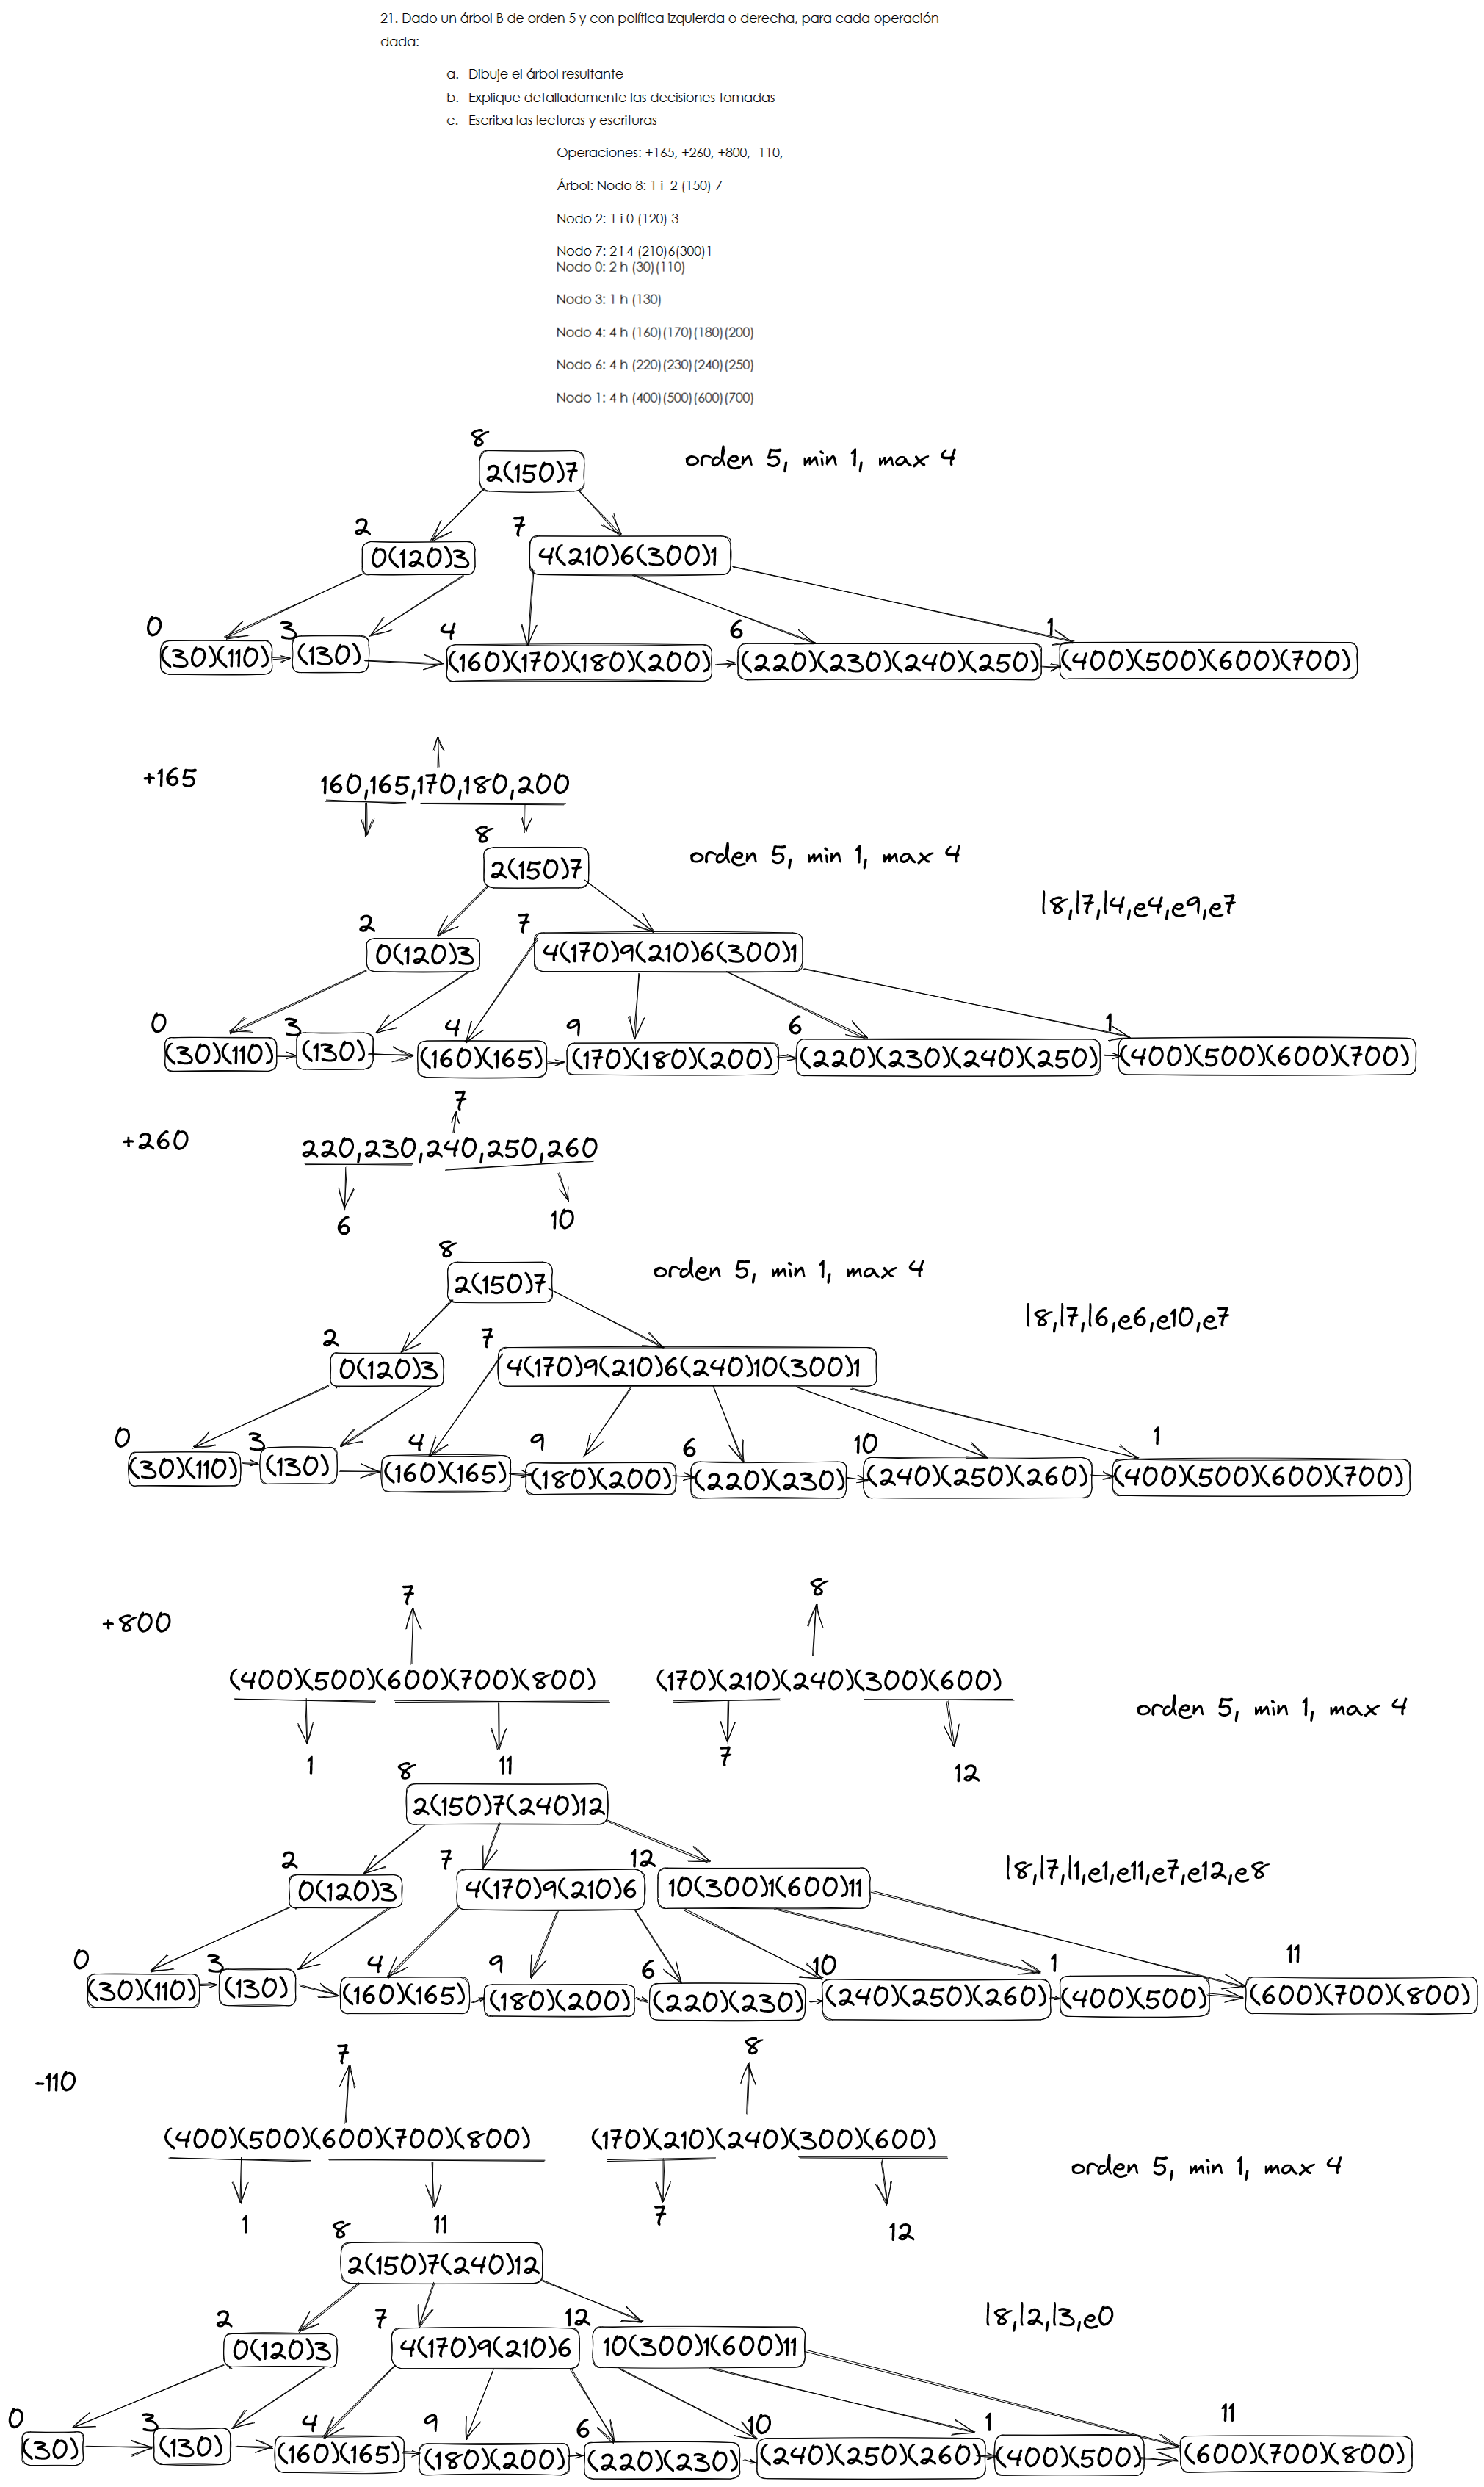 21. Dado un árbol B de orden 5 y con política izquierda o derecha, para cada operación
dada:
a. Dibuje el árbol resultante
b. Explique detalladamente las decisiones tomadas
c. Escriba las lecturas y escrituras
Operaciones: +165, +260, +800, -110,
Árbol: Nodo 8: 1 i 2 (150) 7
Nodo 2: 1 i 0 (120) 3
Nodo 7: 2 i 4 (210)6(300)1
Nodo 0: 2 h (30)(110)
Nodo 3: 1 h (130)
Nodo 4: 4 h (160)(170)(180)(200)
Nodo 6: 4 h (220)(230)(240)(250)
Nodo 1: 4 h (400)(500)(600)(700)
8
2(150)7
orden 5, min 1, max 4
2 7
0(120)3 4(210)6(300)1
0 3 4 6 1
(30)(110) (130) (160)(170)(180)(200) (220)(230)(240)(250) (400)(500)(600)(700)
+165
160,165,170,180,200
8
2(150)7
orden 5, min 1, max 4
l8,l7,l4,e4,e9,e7
2 7
0(120)3 4(170)9(210)6(300)1
0 3 4 9 6 1
(30)(110) (130) (160)(165) (170)(180)(200) (220)(230)(240)(250) (400)(500)(600)(700)
7
+260
220,230,240,250,260
6 10
8
2(150)7
orden 5, min 1, max 4
l8,l7,l6,e6,e10,e7
2 7
0(120)3 4(170)9(210)6(240)10(300)1
0 3 4 9 6 10 1
(30)(110) (130) (160)(165) (180)(200) (220)(230) (240)(250)(260) (400)(500)(600)(700)
7 8
+800
(400)(500)(600)(700)(800) (170)(210)(240)(300)(600)
orden 5, min 1, max 4
1 11 7 12
8
2(150)7(240)12
2 7 12
l8,l7,l1,e1,e11,e7,e12,e8
0(120)3 4(170)9(210)6 10(300)1(600)11
0 3 4 9 6 10 1 11
(30)(110) (130) (160)(165) (180)(200) (220)(230) (240)(250)(260) (400)(500) (600)(700)(800)
7 8
-110
(400)(500)(600)(700)(800) (170)(210)(240)(300)(600)
orden 5, min 1, max 4
1 11 7 12
8
2(150)7(240)12
2 7 12
l8,l2,l3,e0
0(120)3 4(170)9(210)6 10(300)1(600)11
0 3 4 9 6 10 1 11
(30) (130) (160)(165) (180)(200) (220)(230) (240)(250)(260) (400)(500) (600)(700)(800)